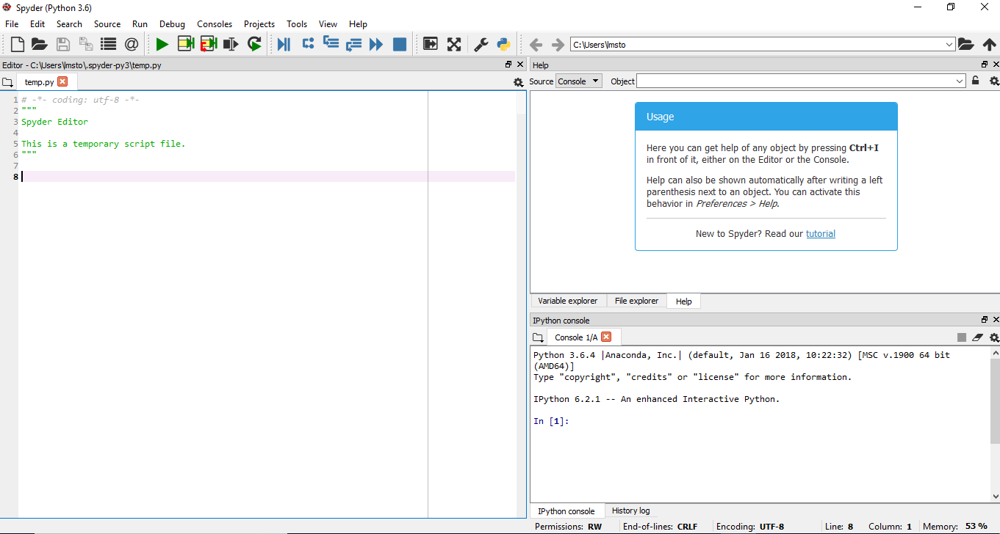 Spyder (Python 3.6)
File Edit Search Source Run Debug Consoles Projects Tools View Help
@
C:\Users\lmsto
Editor - C:\Users\lmsto\.spyder-py3\temp.py
temp.py
1 # -*- coding: utf-8 -*-
2 """
3 Spyder Editor
4
5 This is a temporary script file.
6 """
7
8
Help
Source Console Object
Usage
Here you can get help of any object by pressing Ctrl+I
in front of it, either on the Editor or the Console.
Help can also be shown automatically after writing a left
parenthesis next to an object. You can activate this
behavior in Preferences > Help.
New to Spyder? Read our tutorial
Variable explorer File explorer Help
IPython console
Console 1/A
Python 3.6.4 |Anaconda, Inc.| (default, Jan 16 2018, 10:22:32) [MSC v.1900 64 bit
(AMD64)]
Type "copyright", "credits" or "license" for more information.
IPython 6.2.1 -- An enhanced Interactive Python.
In [1]:
IPython console History log
Permissions: RW End-of-lines: CRLF Encoding: UTF-8 Line: 8 Column: 1 Memory: 53 %